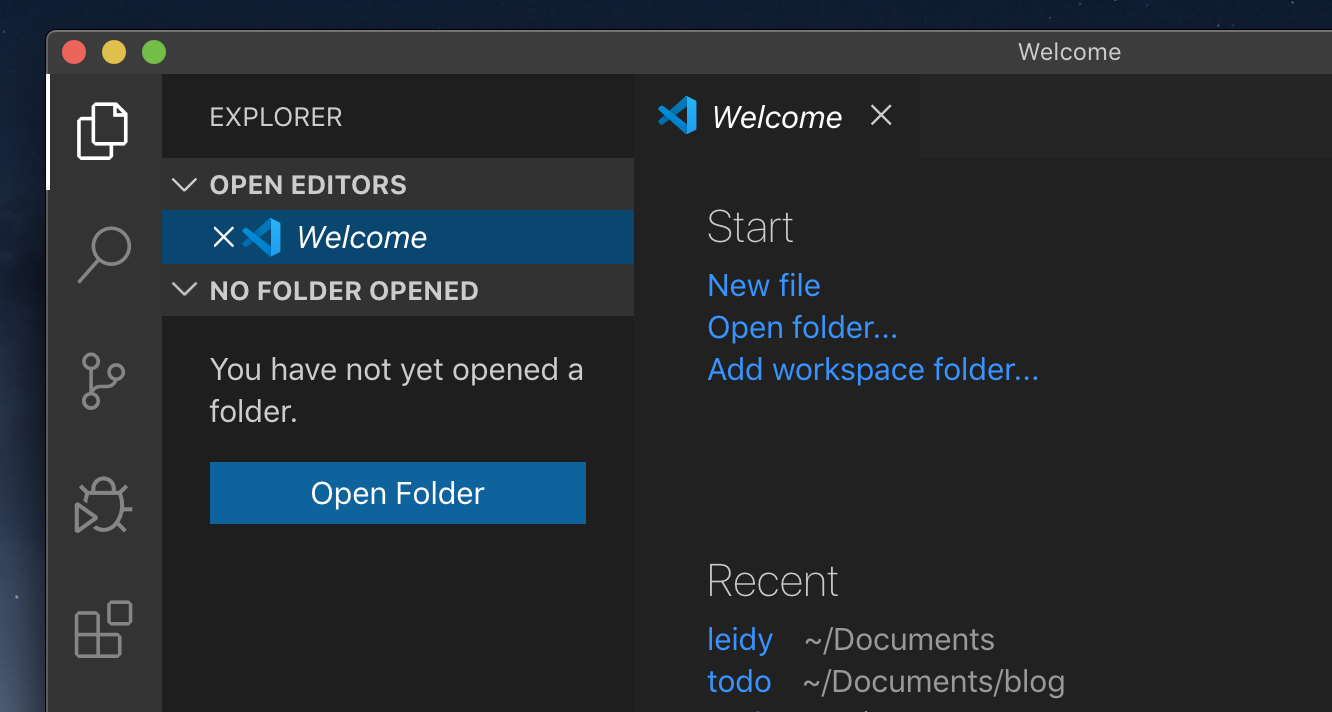 Welcome
EXPLORER
OPEN EDITORS
Welcome
NO FOLDER OPENED
You have not yet opened a
folder.
Open Folder
Welcome
Start
New file
Open folder...
Add workspace folder...
Recent
leidy ~/Documents
todo ~/Documents/blog